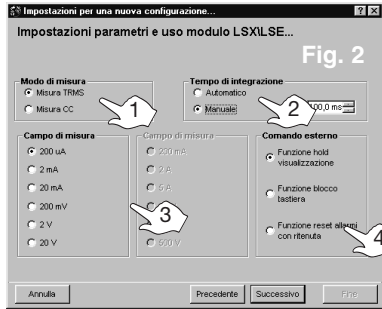 Impostazioni per una nuova configurazione...
Impostazioni parametri e uso modulo LSX\LSE...
Fig. 2
Modo di misura
Misura TRMS
Misura CC
1
Tempo di integrazione
Automatico
Manuale:
2
00,0 ms
Campo di misura
200 uA
2 mA
20 mA
200 mV
2 V
20 V
3
Campo di misura
200 mA
2 A
5 A
500 V
Comando esterno
Funzione hold
visualizzazione
Funzione blocco
tastiera
Funzione reset allarmi
con ritenuta
4
Annulla
Precedente
Successivo
Fine